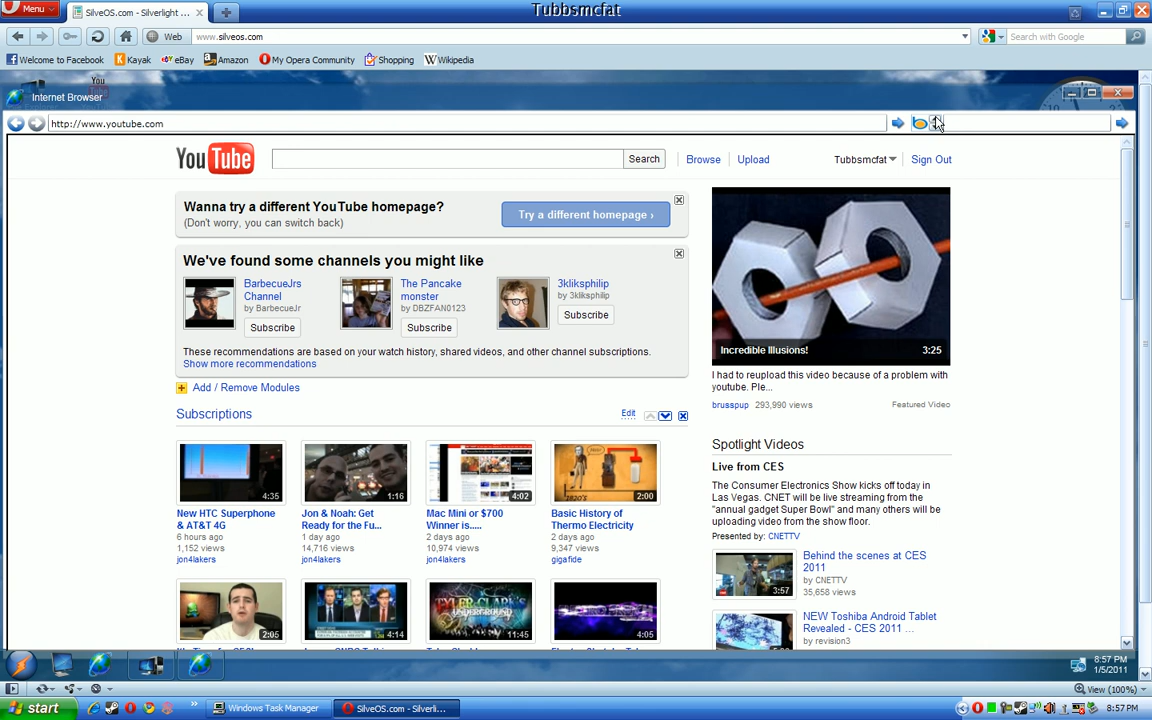 Menu
SilveOS.com - Silverlight ...
Tubbsmcfat
Web
www.silveos.com
Search with Google
Welcome to Facebook
Kayak
eBay
Amazon
My Opera Community
Shopping
Wikipedia
You
Internet Browser
http://www.youtube.com
YouTube
Search
Browse
Upload
Tubbsmcfat
Sign Out
Wanna try a different YouTube homepage?
(Don't worry, you can switch back)
Try a different homepage ›
We've found some channels you might like
BarbecueJrs
Channel
by BarbecueJr
Subscribe
The Pancake
monster
by DBZFAN0123
Subscribe
3kliksphilip
by 3kliksphilip
Subscribe
These recommendations are based on your watch history, shared videos, and other channel subscriptions.
Show more recommendations
Add / Remove Modules
Subscriptions
Edit
4:35
New HTC Superphone
& AT&T 4G
6 hours ago
1,152 views
jon4lakers
1:16
Jon & Noah: Get
Ready for the Fu...
1 day ago
14,716 views
jon4lakers
4:02
Mac Mini or $700
Winner is.....
2 days ago
10,974 views
jon4lakers
2:00
Basic History of
Thermo Electricity
2 days ago
9,347 views
gigafide
2:05
4:14
TYLER CLARK'S
UNDERGROUND
11:45
4:05
Incredible Illusions!
3:25
I had to reupload this video because of a problem with
youtube. Ple...
brusspup
293,990 views
Featured Video
Spotlight Videos
Live from CES
The Consumer Electronics Show kicks off today in
Las Vegas. CNET will be live streaming from the
"annual gadget Super Bowl" and many others will be
uploading video from the show floor.
Presented by: CNETTV
3:57
Behind the scenes at CES
2011
by CNETTV
35,658 views
NEW Toshiba Android Tablet
Revealed - CES 2011 ...
by revision3
8:57 PM
1/5/2011
View (100%)
start
Windows Task Manager
SilveOS.com - Silverli...
8:57 PM